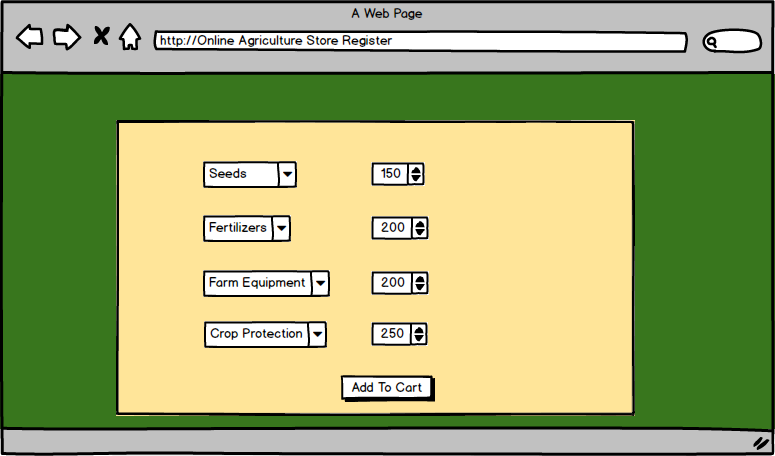 A Web Page
http://Online Agriculture Store Register
Seeds 150
Fertilizers 200
Farm Equipment 200
Crop Protection 250
Add To Cart